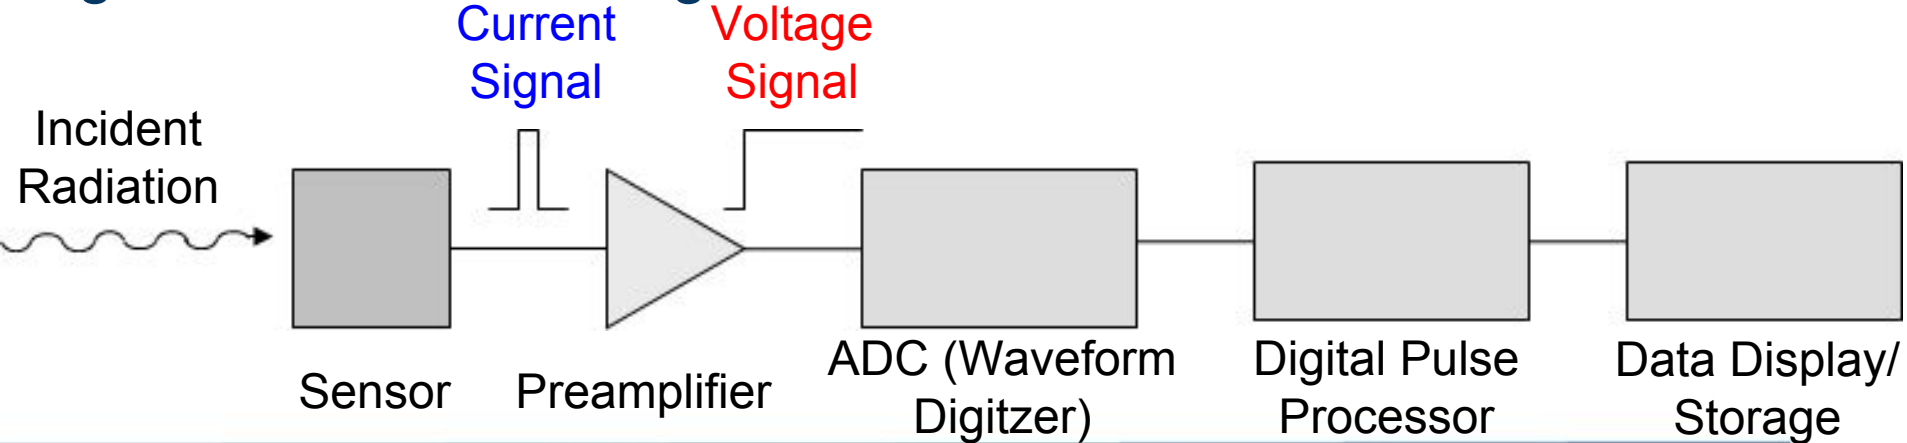 Current
Signal
Voltage
Signal
Incident
Radiation
Sensor
Preamplifier
ADC (Waveform
Digitzer)
Digital Pulse
Processor
Data Display/
Storage